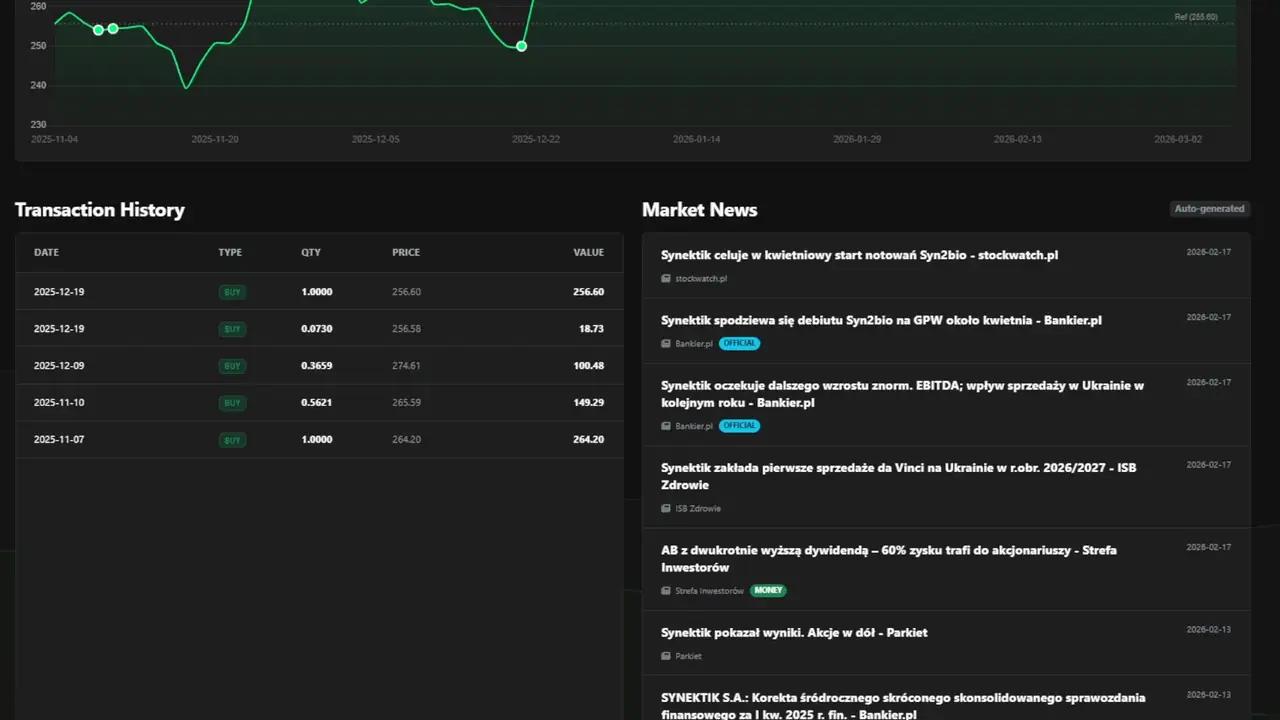 260
Ref (255.60)
250
240
230
2025-11-04 2025-11-20 2025-12-05 2025-12-22 2026-01-14 2026-01-29 2026-02-13 2026-03-02
Transaction History
DATE TYPE QTY PRICE VALUE
2025-12-19 BUY 1.0000 256.60 256.60
2025-12-19 BUY 0.0730 256.58 18.73
2025-12-09 BUY 0.3659 274.61 100.48
2025-11-10 BUY 0.5621 265.59 149.29
2025-11-07 BUY 1.0000 264.20 264.20
Market News Auto-generated
Synektik celuje w kwietniowy start notowań Syn2bio - stockwatch.pl 2026-02-17
stockwatch.pl
Synektik spodziewa się debiutu Syn2bio na GPW około kwietnia - Bankier.pl 2026-02-17
Bankier.pl OFFICIAL
Synektik oczekuje dalszego wzrostu znorm. EBITDA; wpływ sprzedaży w Ukrainie w 2026-02-17
kolejnym roku - Bankier.pl
Bankier.pl OFFICIAL
Synektik zakłada pierwsze sprzedaże da Vinci na Ukrainie w r.obr. 2026/2027 - ISB 2026-02-17
Zdrowie
ISB Zdrowie
AB z dwukrotnie wyższą dywidendą – 60% zysku trafi do akcjonariuszy - Strefa 2026-02-17
Inwestorów
Strefa Inwestorów MONEY
Synektik pokazał wyniki. Akcje w dół - Parkiet 2026-02-13
Parkiet
SYNEKTIK S.A.: Korekta śródrocznego skróconego skonsolidowanego sprawozdania 2026-02-13
finansowego za I kw. 2025 r. fin. - Bankier.pl